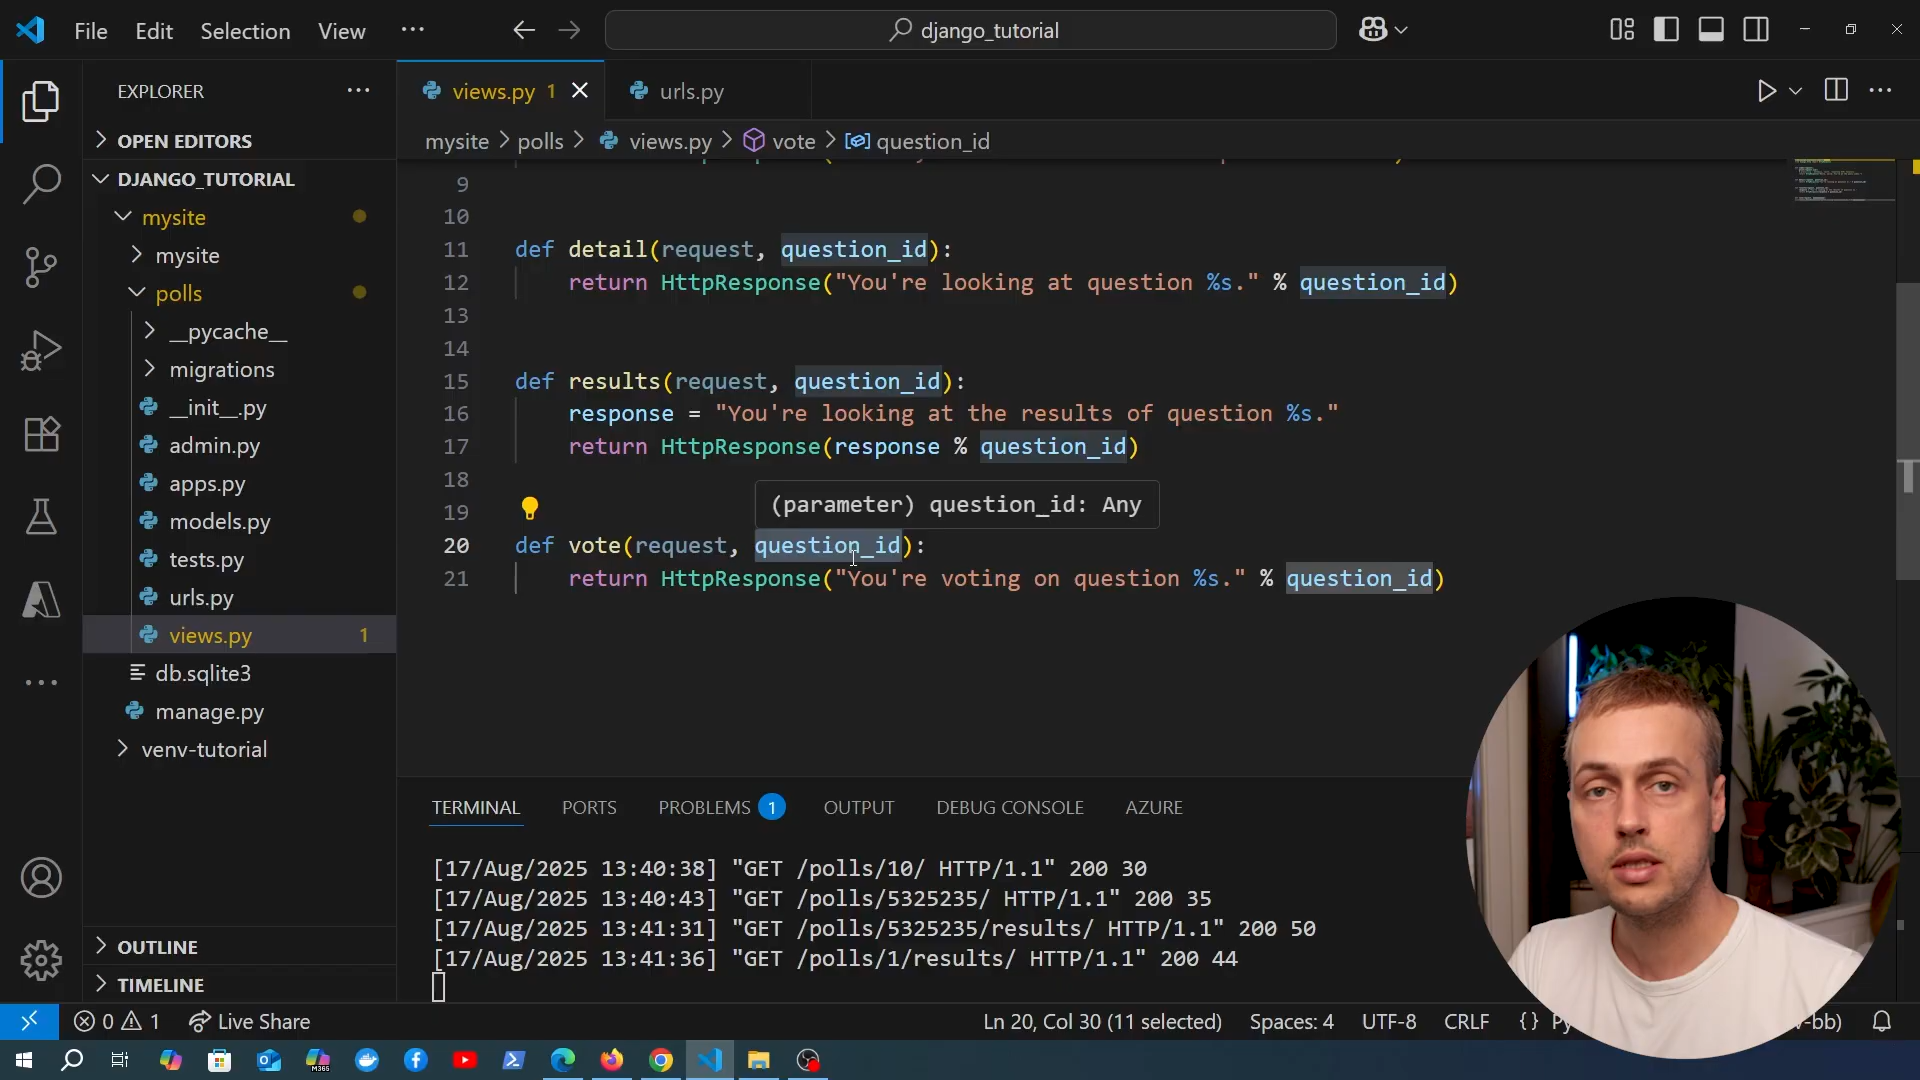 File Edit Selection View ··· django_tutorial
EXPLORER
OPEN EDITORS
DJANGO_TUTORIAL
mysite
mysite
polls
__pycache__
migrations
__init__.py
admin.py
apps.py
models.py
tests.py
urls.py
views.py 1
db.sqlite3
manage.py
venv-tutorial
OUTLINE
TIMELINE
views.py 1 urls.py
mysite > polls > views.py > vote > question_id
9
10
11 def detail(request, question_id):
12 return HttpResponse("You're looking at question %s." % question_id)
13
14
15 def results(request, question_id):
16 response = "You're looking at the results of question %s."
17 return HttpResponse(response % question_id)
18
(parameter) question_id: Any
19
20 def vote(request, question_id):
21 return HttpResponse("You're voting on question %s." % question_id)
TERMINAL PORTS PROBLEMS 1 OUTPUT DEBUG CONSOLE AZURE
[17/Aug/2025 13:40:38] "GET /polls/10/ HTTP/1.1" 200 30
[17/Aug/2025 13:40:43] "GET /polls/5325235/ HTTP/1.1" 200 35
[17/Aug/2025 13:41:31] "GET /polls/5325235/results/ HTTP/1.1" 200 50
[17/Aug/2025 13:41:36] "GET /polls/1/results/ HTTP/1.1" 200 44
0 1 Live Share Ln 20, Col 30 (11 selected) Spaces: 4 UTF-8 CRLF {}
M365